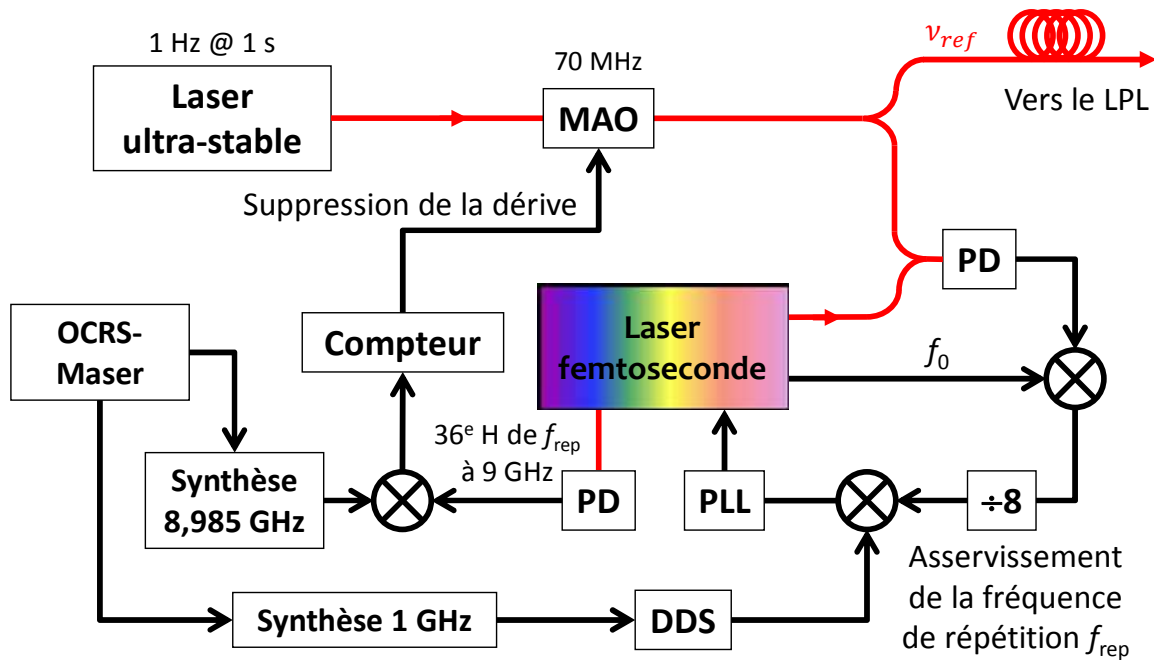 1 Hz @ 1 s
Laser
ultra-stable
70 MHz
MAO
ν_ref
Vers le LPL
Suppression de la dérive
PD
OCRS-
Maser
Compteur
Laser
femtoseconde
f₀
36ᵉ H de f_rep
à 9 GHz
Synthèse
8,985 GHz
PD
PLL
÷8
Asservissement
de la fréquence
de répétition f_rep
Synthèse 1 GHz
DDS